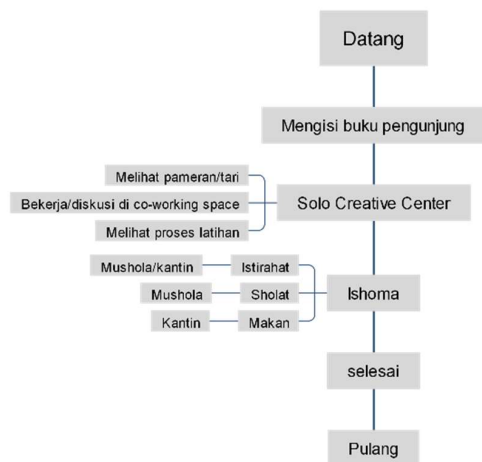 Datang
Mengisi buku pengunjung
Melihat pameran/tari
Bekerja/diskusi di co-working space
Solo Creative Center
Melihat proses latihan
Mushola/kantin
Istirahat
Mushola
Sholat
Ishoma
Kantin
Makan
selesai
Pulang